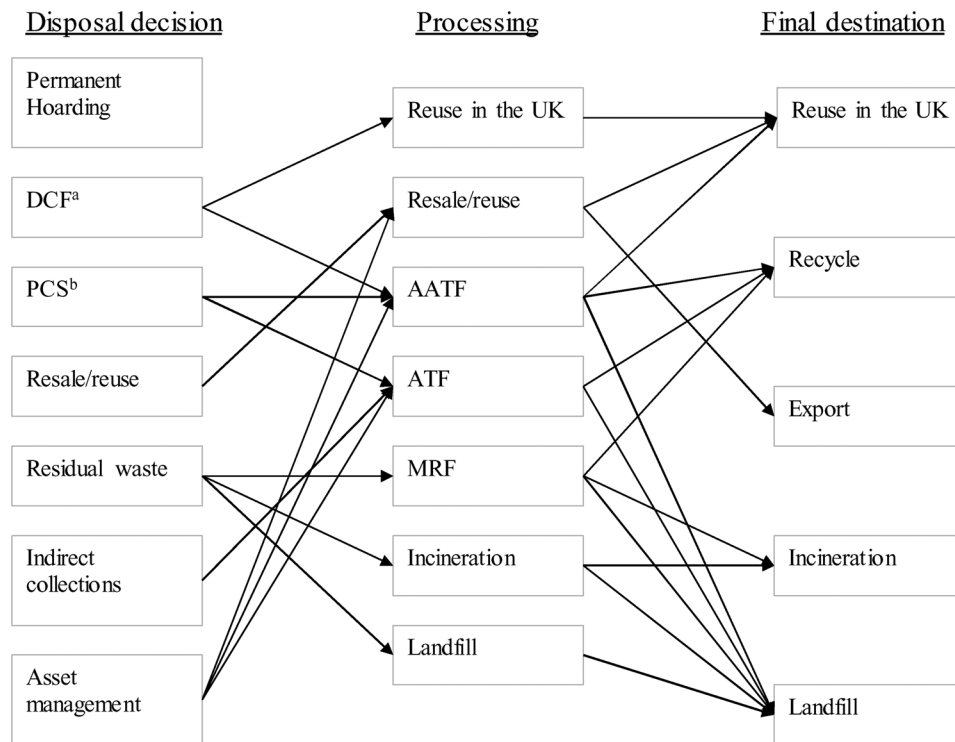 Disposal decision
Processing
Final destination
Permanent
Hoarding
DCFᵃ
PCSᵇ
Resale/reuse
Residual waste
Indirect
collections
Asset
management
Reuse in the UK
Resale/reuse
AATF
ATF
MRF
Incineration
Landfill
Reuse in the UK
Recycle
Export
Incineration
Landfill